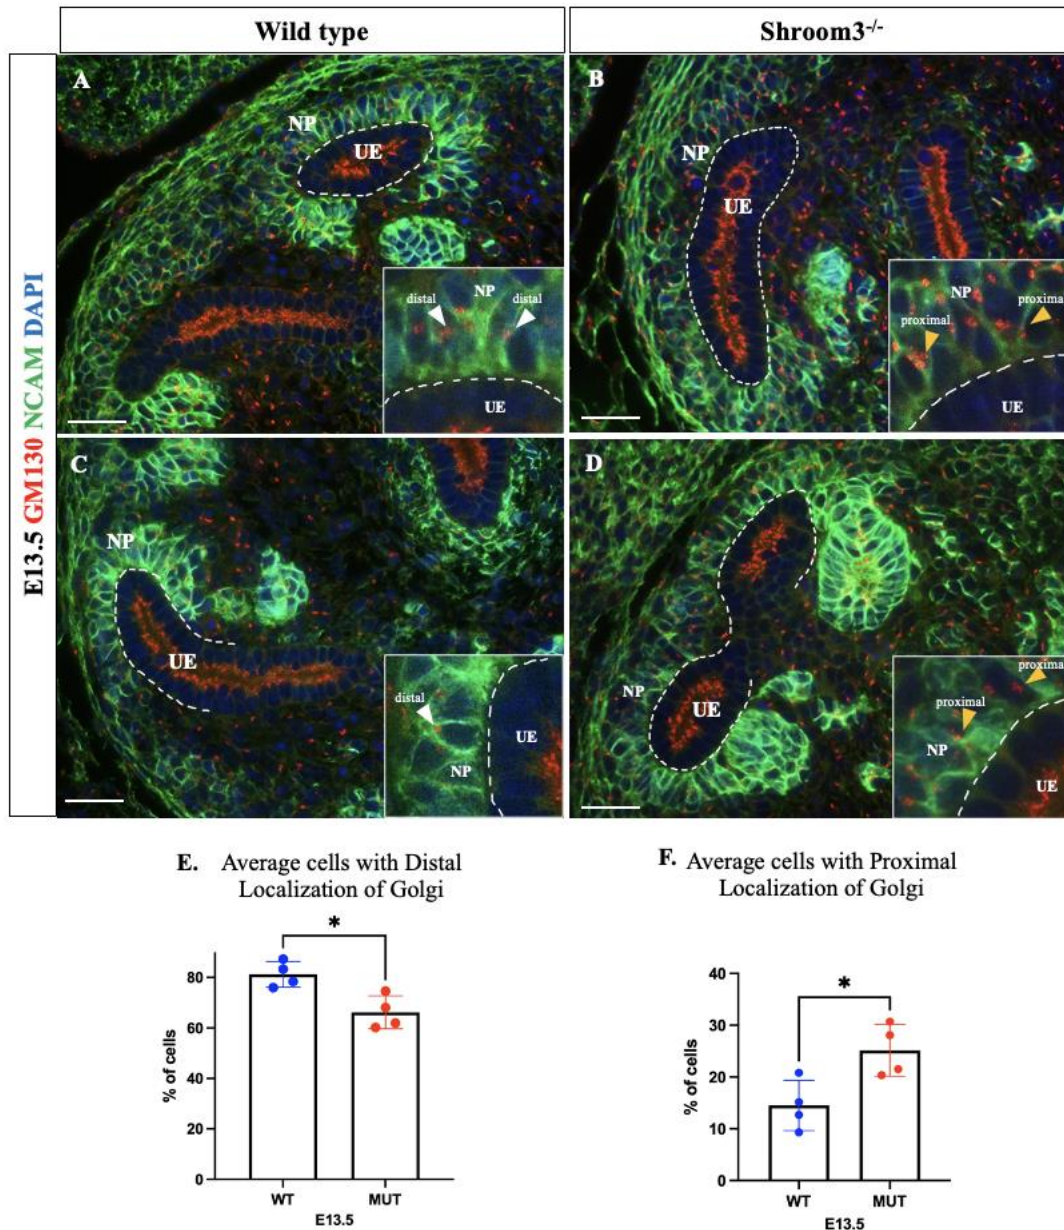 Wild type
Shroom3-/-
E13.5 GM130 NCAM DAPI
A
NP
UE
distal
NP
distal
UE
B
NP
UE
NP
proximal
proximal
UE
C
NP
UE
distal
UE
NP
D
NP
UE
proximal
proximal
NP
UE
E. Average cells with Distal
Localization of Golgi
*
% of cells
80
60
40
20
0
WT
MUT
E13.5
F. Average cells with Proximal
Localization of Golgi
*
% of cells
40
30
20
10
0
WT
MUT
E13.5